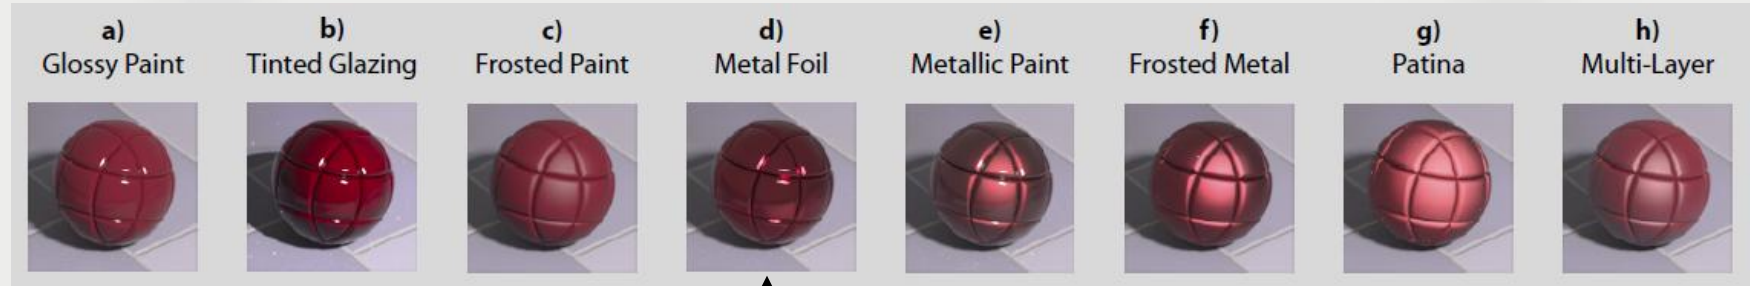 a)
Glossy Paint
b)
Tinted Glazing
c)
Frosted Paint
d)
Metal Foil
e)
Metallic Paint
f)
Frosted Metal
g)
Patina
h)
Multi-Layer